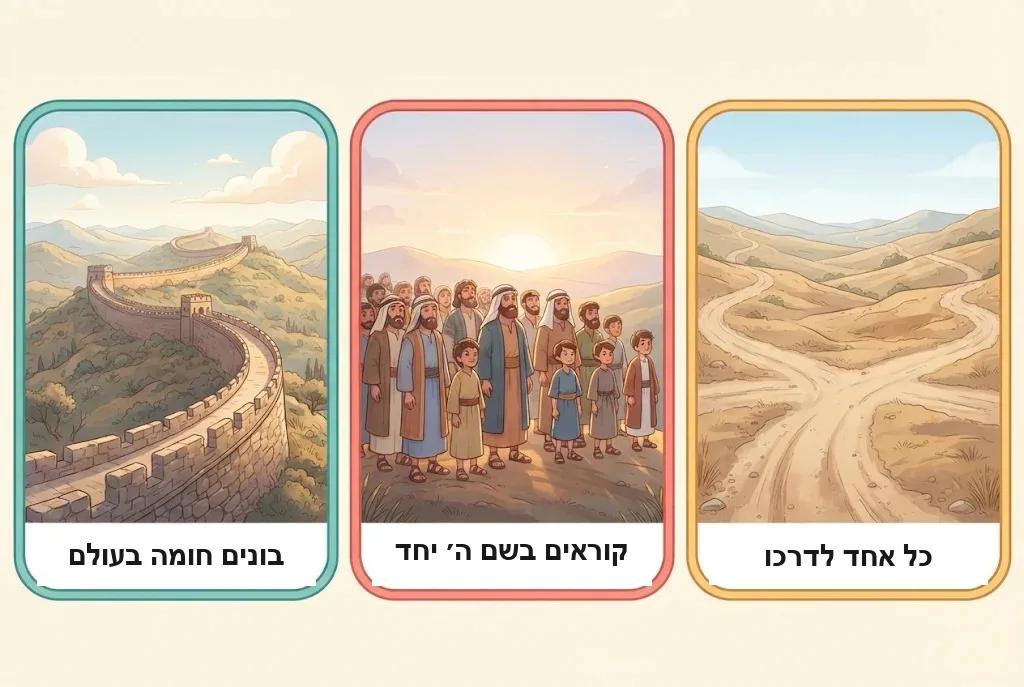 כל אחד לדרכו
קוראים בשם ה' יחד
בונים חומה בעולם